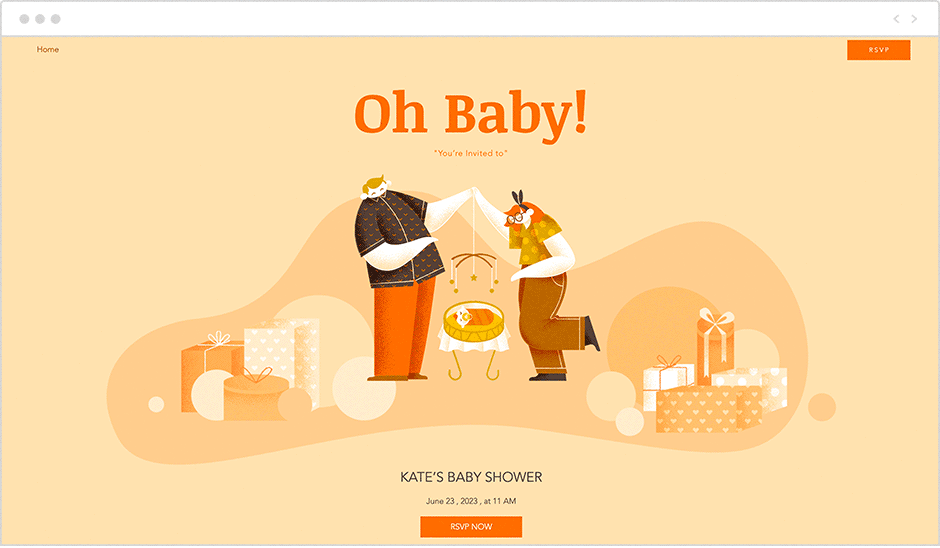 Home
RSVP
Oh Baby!
"You're Invited to"
KATE'S BABY SHOWER
June 23 , 2023 , at 11 AM
RSVP NOW